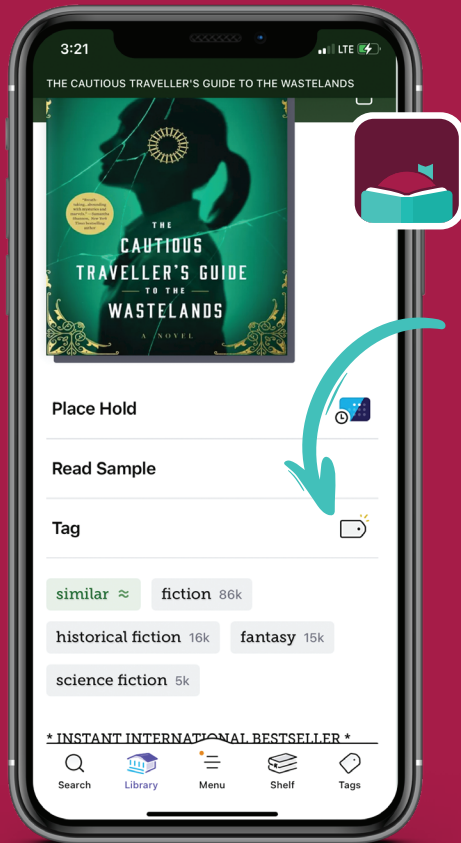 3:21
LTE
THE CAUTIOUS TRAVELLER'S GUIDE TO THE WASTELANDS
THE
CAUTIOUS
TRAVELLER'S GUIDE
TO THE
WASTELANDS
A NOVEL
Place Hold
Read Sample
Tag
similar ≈ fiction 86k
historical fiction 16k fantasy 15k
science fiction 5k
* INSTANT INTERNATIONAL BESTSELLER *
Search Library Menu Shelf Tags